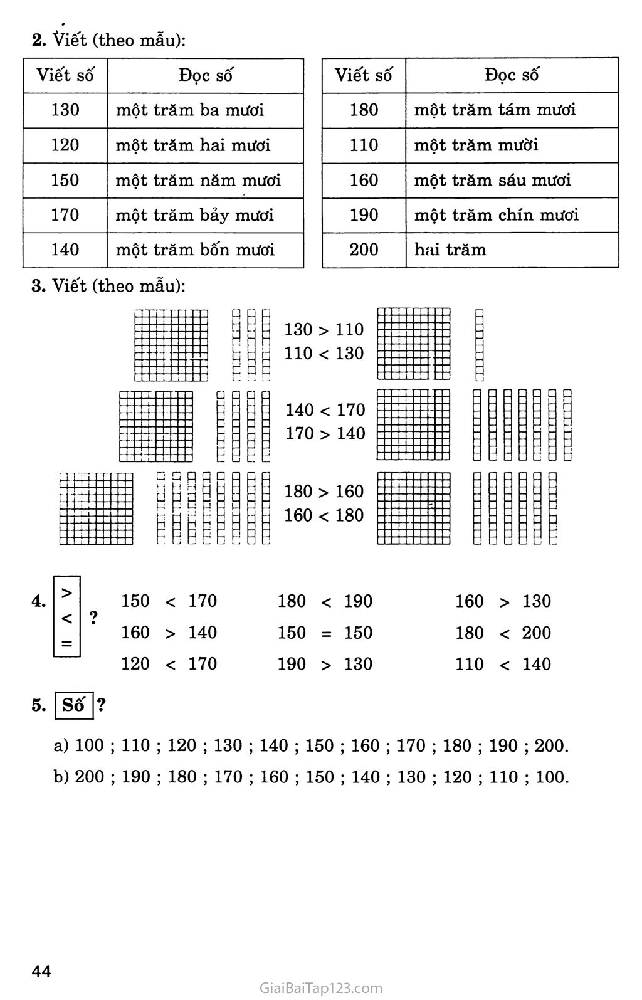 2. Viết (theo mẫu):
Viết số Đọc số
130 một trăm ba mươi
120 một trăm hai mươi
150 một trăm năm mươi
170 một trăm bảy mươi
140 một trăm bốn mươi
Viết số Đọc số
180 một trăm tám mươi
110 một trăm mười
160 một trăm sáu mươi
190 một trăm chín mươi
200 hai trăm
3. Viết (theo mẫu):
130 > 110
110 < 130
140 < 170
170 > 140
180 > 160
160 < 180
4. > < = ?
150 < 170 180 < 190 160 > 130
160 > 140 150 = 150 180 < 200
120 < 170 190 > 130 110 < 140
5. Số ?
a) 100 ; 110 ; 120 ; 130 ; 140 ; 150 ; 160 ; 170 ; 180 ; 190 ; 200.
b) 200 ; 190 ; 180 ; 170 ; 160 ; 150 ; 140 ; 130 ; 120 ; 110 ; 100.
44
GiaiBaiTap123.com